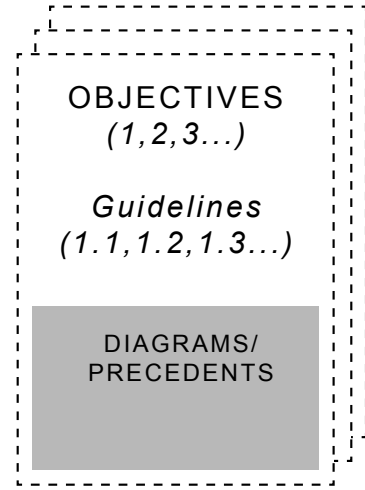 OBJECTIVES
(1,2,3...)
Guidelines
(1.1,1.2,1.3...)
DIAGRAMS/
PRECEDENTS